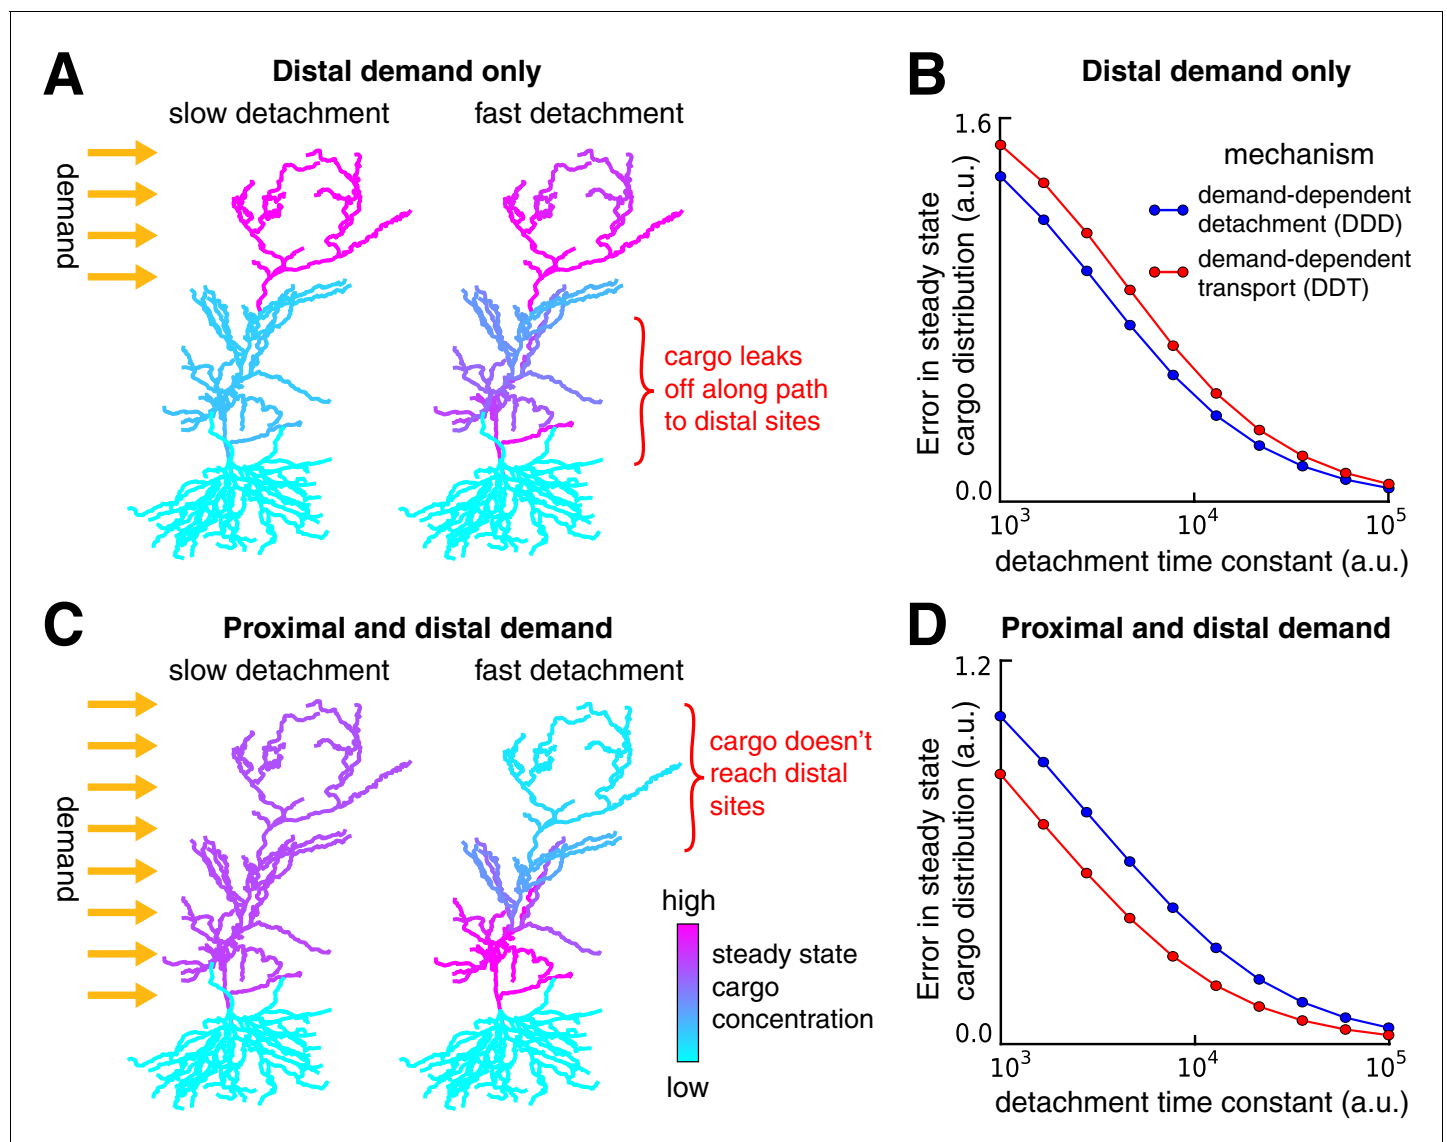 A
Distal demand only
slow detachment
fast detachment
demand
cargo leaks
off along path
to distal sites
B
Distal demand only
1.6
0.0
Error in steady state
cargo distribution (a.u.)
mechanism
demand-dependent
detachment (DDD)
demand-dependent
transport (DDT)
10³
10⁴
10⁵
detachment time constant (a.u.)
C
Proximal and distal demand
slow detachment
fast detachment
demand
cargo doesn't
reach distal
sites
high
steady state
cargo
concentration
low
D
Proximal and distal demand
1.2
0.0
Error in steady state
cargo distribution (a.u.)
10³
10⁴
10⁵
detachment time constant (a.u.)